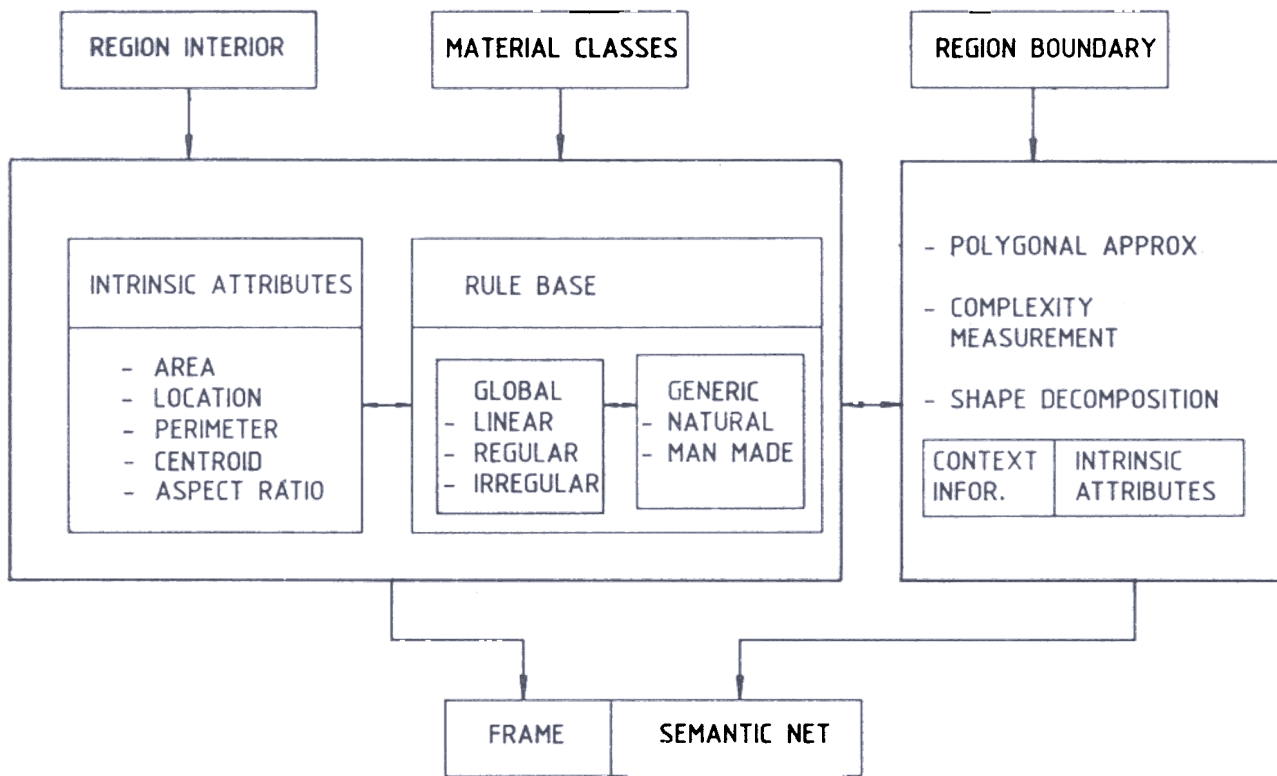 REGION INTERIOR
MATERIAL CLASSES
REGION BOUNDARY
INTRINSIC ATTRIBUTES
- AREA
- LOCATION
- PERIMETER
- CENTROID
- ASPECT RATIO
RULE BASE
GLOBAL
- LINEAR
- REGULAR
- IRREGULAR
GENERIC
- NATURAL
- MAN MADE
- POLYGONAL APPROX.
- COMPLEXITY
MEASUREMENT
- SHAPE DECOMPOSITION
CONTEXT
INFOR.
INTRINSIC
ATTRIBUTES
FRAME
SEMANTIC NET